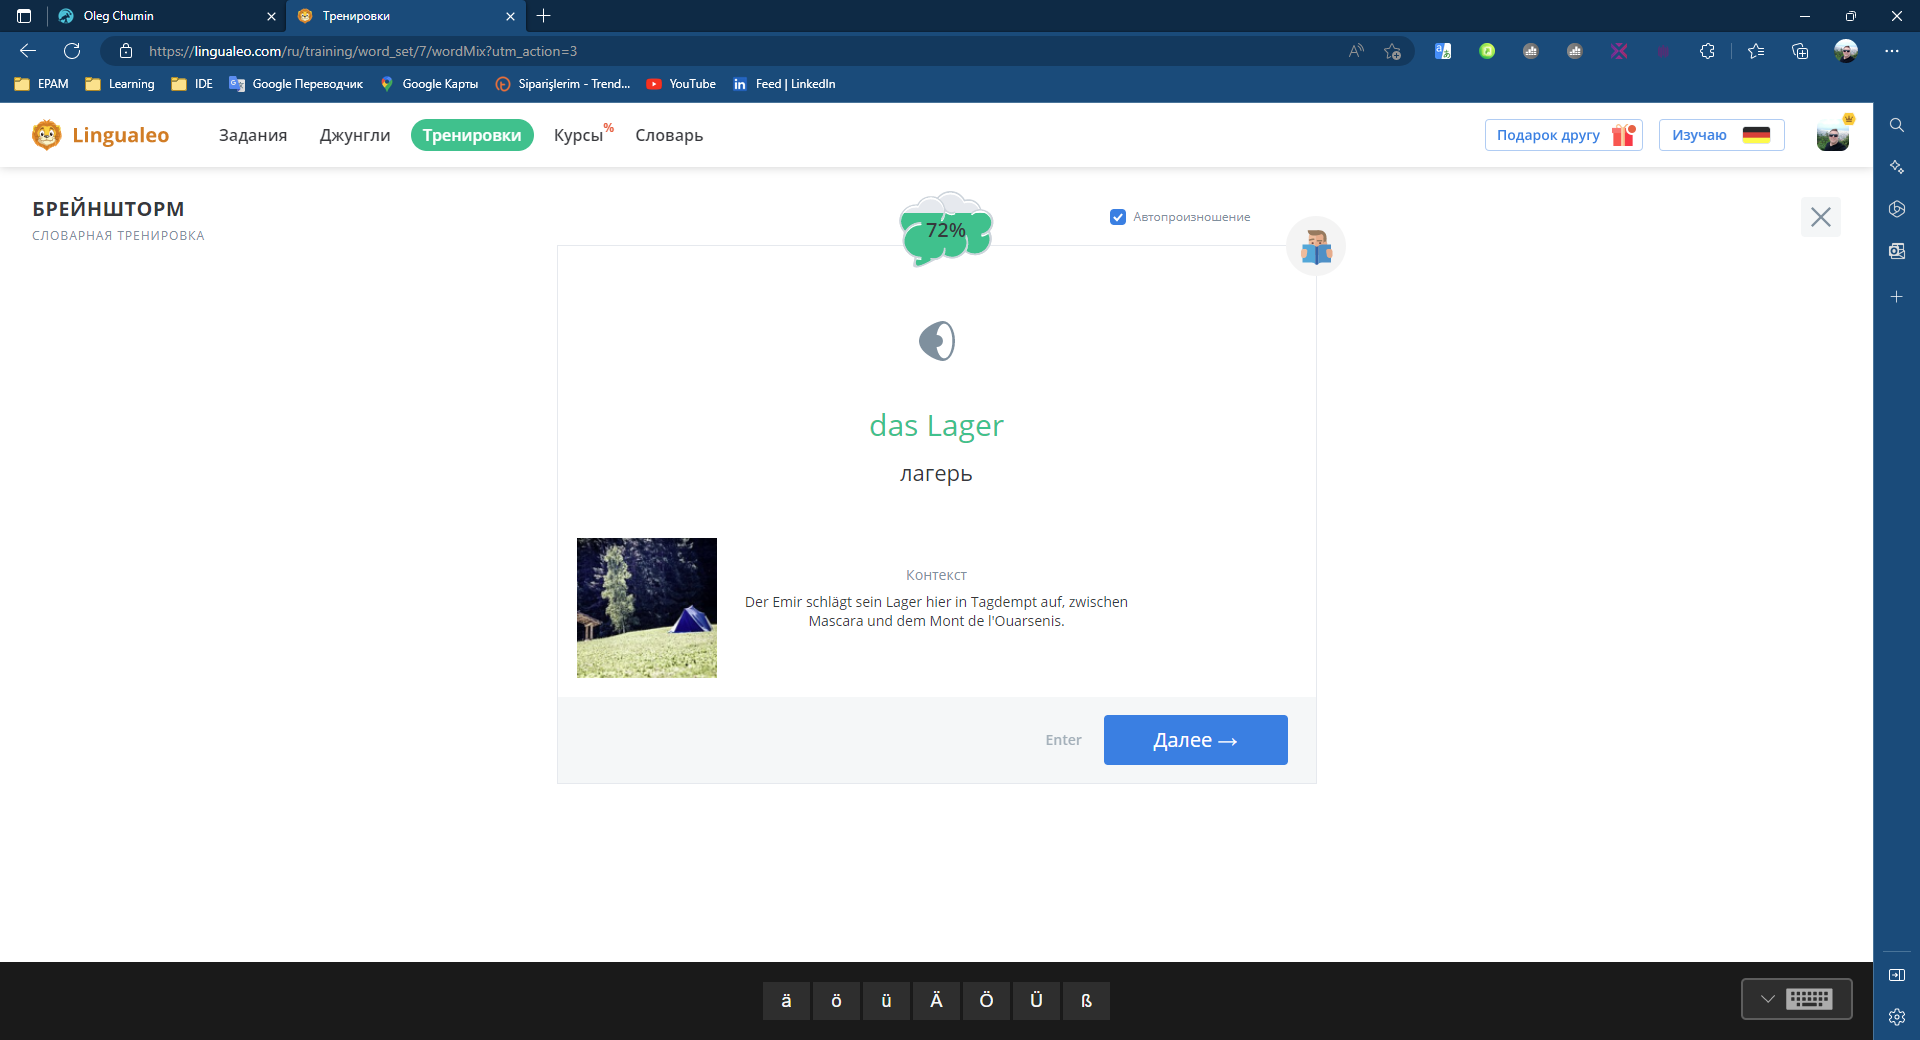 Oleg Chumin
Тренировки
https://lingualeo.com/ru/training/word_set/7/wordMix?utm_action=3
EPAM
Learning
IDE
Google Переводчик
Google Карты
Siparişlerim - Trend...
YouTube
Feed | LinkedIn
Lingualeo
Задания
Джунгли
Тренировки
Курсы%
Словарь
Подарок другу
Изучаю
БРЕЙНШТОРМ
СЛОВАРНАЯ ТРЕНИРОВКА
72%
Автопроизношение
das Lager
лагерь
Контекст
Der Emir schlägt sein Lager hier in Tagdempt auf, zwischen
Mascara und dem Mont de l'Ouarsenis.
Enter
Далее →
ä ö ü Ä Ö Ü ß